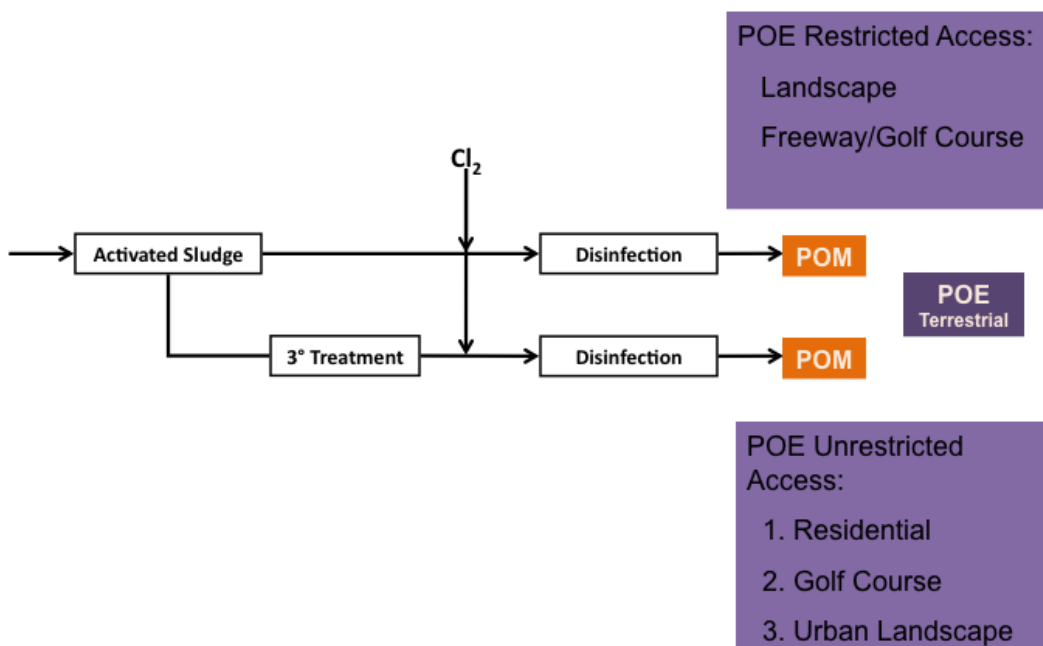 POE Restricted Access:
Landscape
Freeway/Golf Course
Cl₂
Activated Sludge
Disinfection
POM
POE
Terrestrial
3° Treatment
Disinfection
POM
POE Unrestricted
Access:
1. Residential
2. Golf Course
3. Urban Landscape